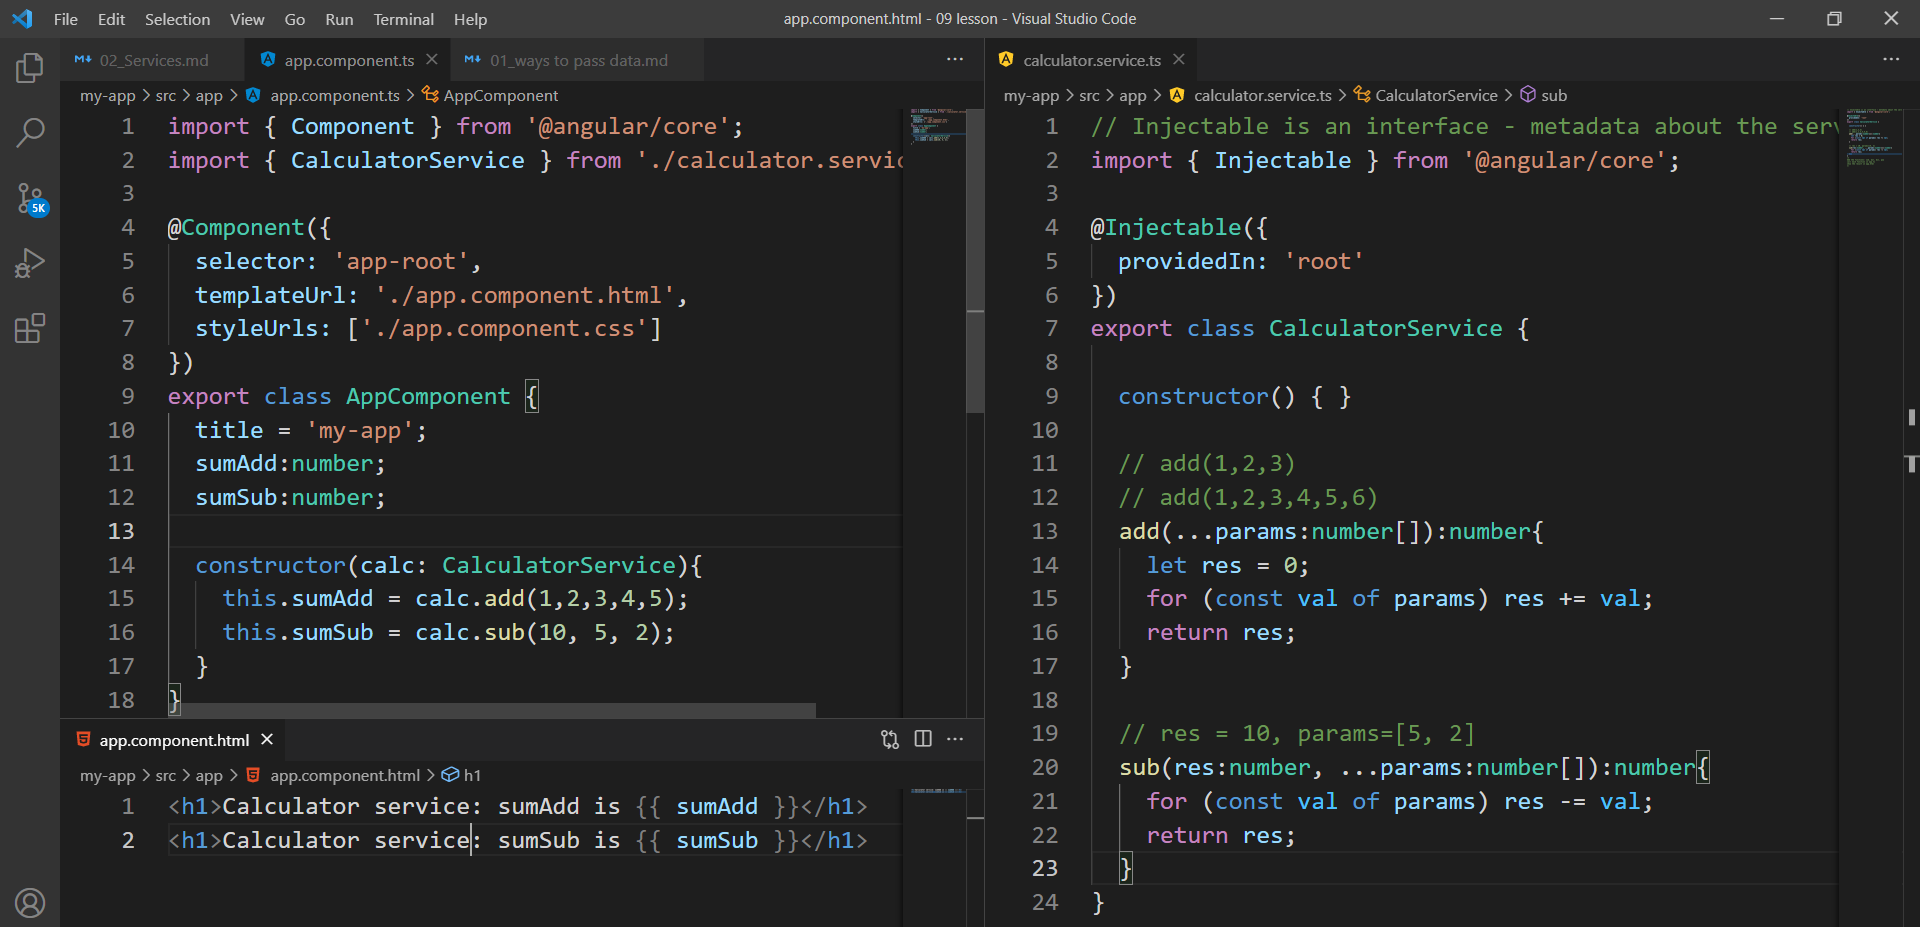 File Edit Selection View Go Run Terminal Help
app.component.html - 09 lesson - Visual Studio Code
02_Services.md
app.component.ts
01_ways to pass data.md
my-app > src > app > app.component.ts > AppComponent
1 import { Component } from '@angular/core';
2 import { CalculatorService } from './calculator.servic
3
4 @Component({
5 selector: 'app-root',
6 templateUrl: './app.component.html',
7 styleUrls: ['./app.component.css']
8 })
9 export class AppComponent {
10 title = 'my-app';
11 sumAdd:number;
12 sumSub:number;
13
14 constructor(calc: CalculatorService){
15 this.sumAdd = calc.add(1,2,3,4,5);
16 this.sumSub = calc.sub(10, 5, 2);
17 }
18 }
5K
app.component.html
my-app > src > app > app.component.html > h1
1 <h1>Calculator service: sumAdd is {{ sumAdd }}</h1>
2 <h1>Calculator service: sumSub is {{ sumSub }}</h1>
calculator.service.ts
my-app > src > app > calculator.service.ts > CalculatorService > sub
1 // Injectable is an interface - metadata about the ser
2 import { Injectable } from '@angular/core';
3
4 @Injectable({
5 providedIn: 'root'
6 })
7 export class CalculatorService {
8
9 constructor() { }
10
11 // add(1,2,3)
12 // add(1,2,3,4,5,6)
13 add(...params:number[]):number{
14 let res = 0;
15 for (const val of params) res += val;
16 return res;
17 }
18
19 // res = 10, params=[5, 2]
20 sub(res:number, ...params:number[]):number{
21 for (const val of params) res -= val;
22 return res;
23 }
24 }